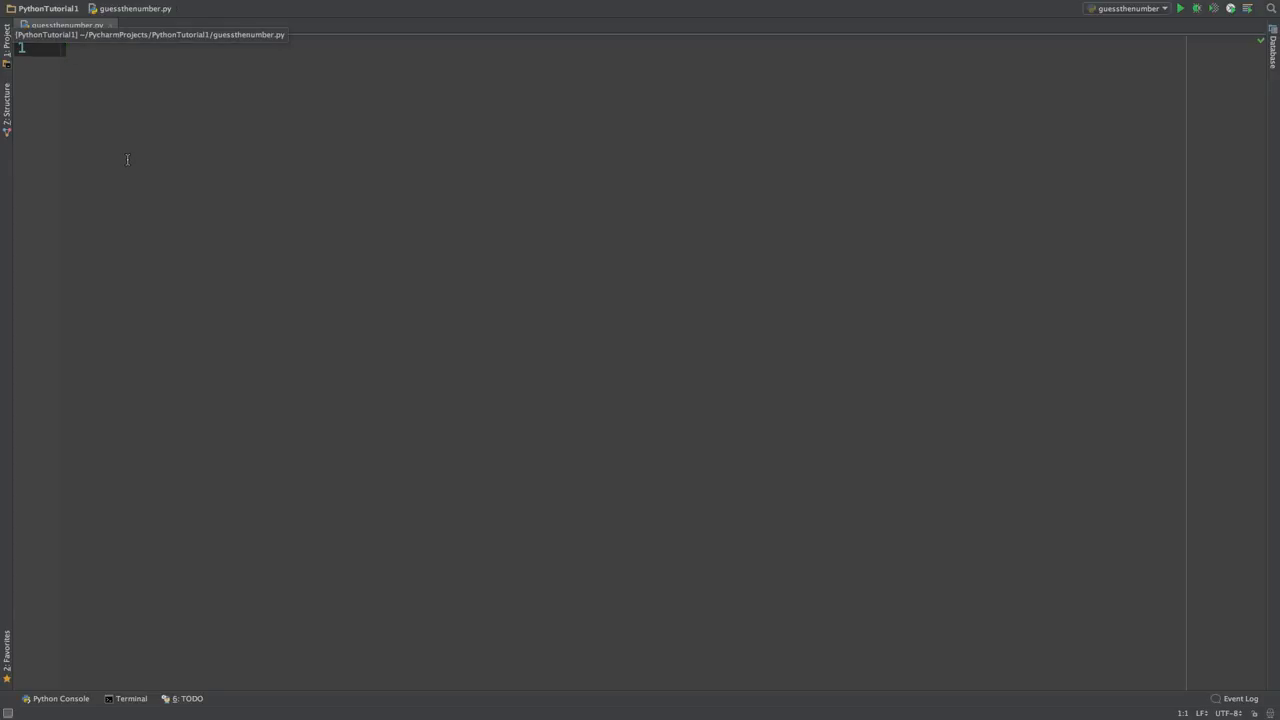 PythonTutorial1 guessthenumber.py guessthenumber
guessthenumber.py
[PythonTutorial1] ~/PycharmProjects/PythonTutorial1/guessthenumber.py
1
1: Project
Z: Structure
2: Favorites
Database
Python Console Terminal 6: TODO Event Log
1:1 LF÷ UTF-8÷